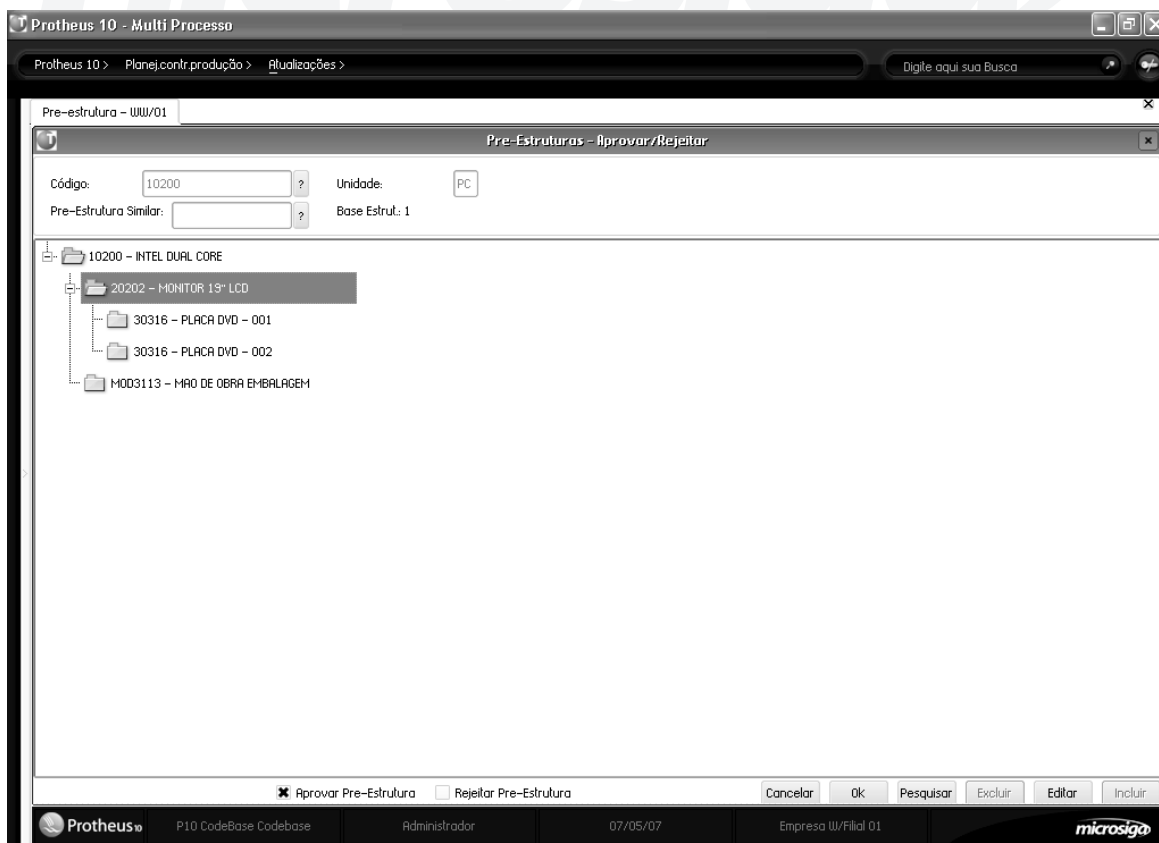 Protheus 10 - Multi Processo
Protheus 10 > Planej.contr.produção > Atualizações > Digite aqui sua Busca
Pre-estrutura - WW/01
Pre-Estruturas - Aprovar/Rejeitar
Código: 10200 ? Unidade: PC
Pre-Estrutura Similar: ? Base Estrut.: 1
10200 - INTEL DUAL CORE
20202 - MONITOR 19" LCD
30316 - PLACA DVD - 001
30316 - PLACA DVD - 002
MOD3113 - MAO DE OBRA EMBALAGEM
Aprovar Pre-Estrutura Rejeitar Pre-Estrutura Cancelar Ok Pesquisar Excluir Editar Incluir
Protheus 10 P10 CodeBase Codebase Administrador 07/05/07 Empresa W/Filial 01 microsiga